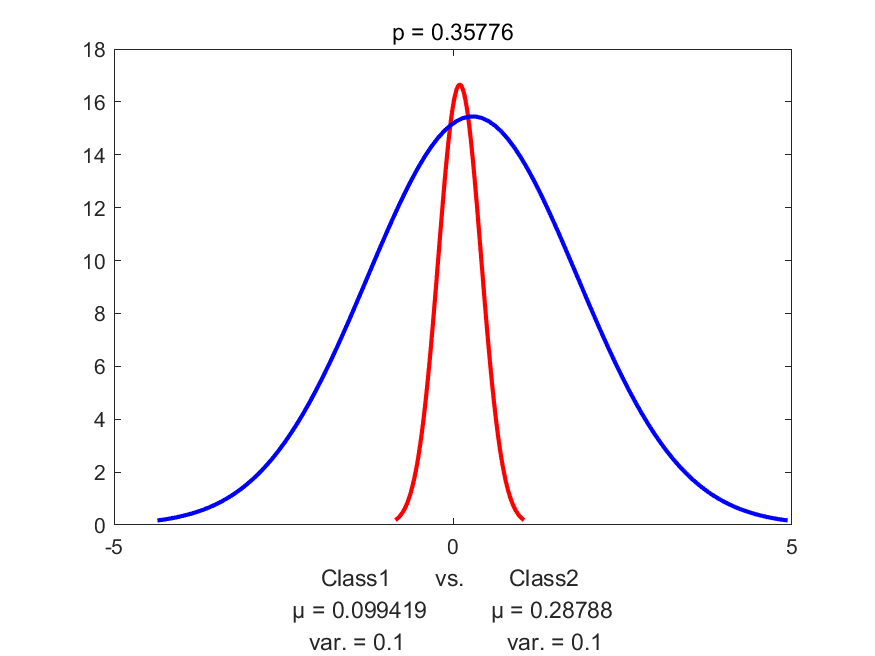 p = 0.35776
18
16
14
12
10
8
6
4
2
0
-5 0 5
Class1 vs. Class2
μ = 0.099419 μ = 0.28788
var. = 0.1 var. = 0.1